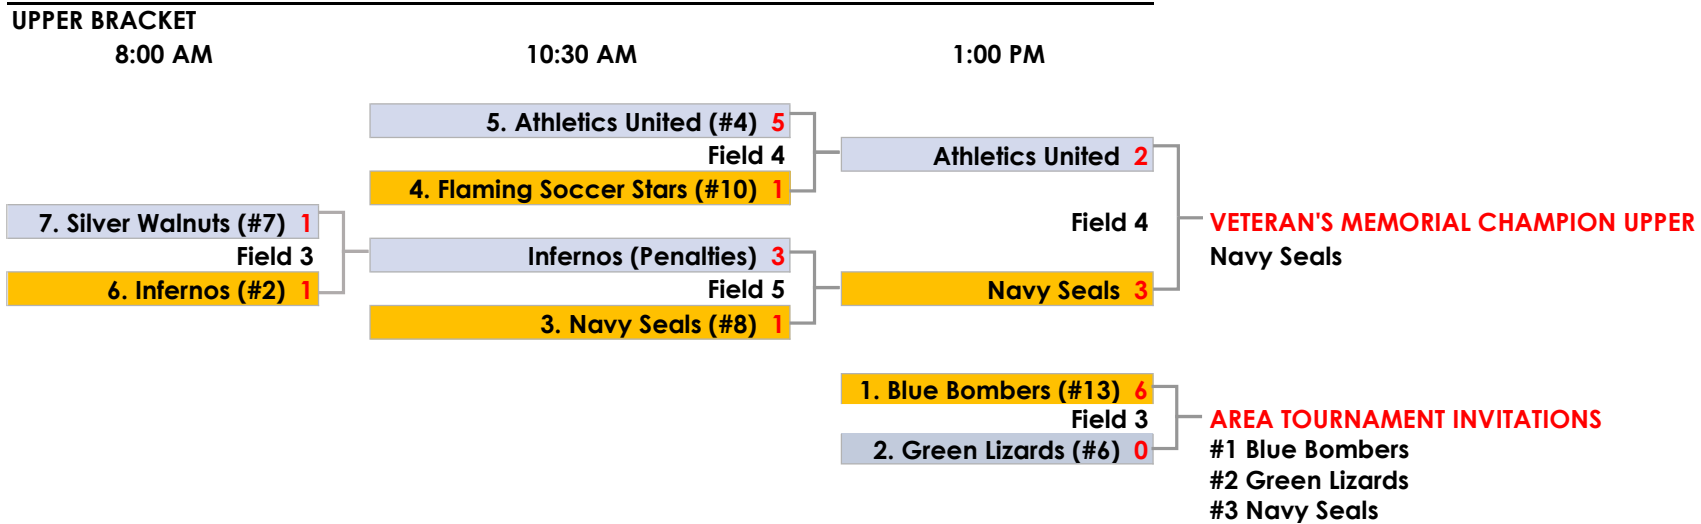 UPPER BRACKET
8:00 AM 10:30 AM 1:00 PM
5. Athletics United (#4) 5
Field 4
4. Flaming Soccer Stars (#10) 1
7. Silver Walnuts (#7) 1
Field 3
6. Infernos (#2) 1
Infernos (Penalties) 3
Field 5
3. Navy Seals (#8) 1
Athletics United 2
Field 4
Navy Seals 3
VETERAN'S MEMORIAL CHAMPION UPPER
Navy Seals
1. Blue Bombers (#13) 6
Field 3
2. Green Lizards (#6) 0
AREA TOURNAMENT INVITATIONS
#1 Blue Bombers
#2 Green Lizards
#3 Navy Seals